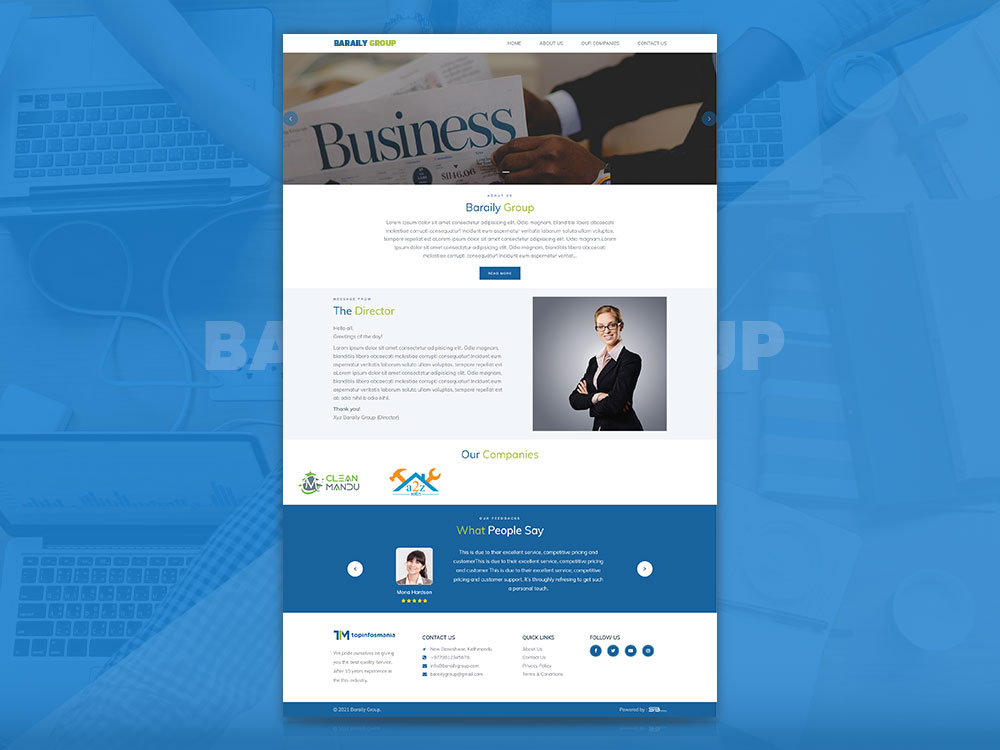 BARAILY GROUP
HOME
ABOUT US
OUR COMPANIES
CONTACT US
Business
$1146.06
ABOUT US
Baraily Group
Lorem ipsum dolor sit amet consectetur adipisicing elit. Odio magnam, blanditiis libero obcaecati
molestiae corrupti consequatur! Incidunt eum aspernatur veritatis laborum soluta ullam voluptas,
tempore repellat est aLorem ipsum dolor sit amet consectetur adipisicing elit. Odio magnam.Lorem
ipsum dolor sit amet consectetur adipisicing elit. Odio magnam, blanditiis libero obcaecati
molestiae corrupti consequatur! Incidunt eum aspernatur veritat...
READ MORE
MESSAGE FROM
The Director
Hello all,
Greetings of the day!
Lorem ipsum dolor sit amet consectetur adipisicing elit. Odio magnam,
blanditiis libero obcaecati molestiae corrupti consequatur! Incidunt eum
aspernatur veritatis laborum soluta ullam voluptas, tempore repellat est
aLorem ipsum dolor sit amet consectetur adipisicing elit. Odio magnam,
blanditiis libero obcaecati molestiae corrupti consequatur! Incidunt eum
aspernatur veritatis laborum soluta ullam voluptas, tempore repellat est
ab odio nihil & odio nihil.
Thank you!
Xyz Baraily Group (Director)
BA
UP
Our Companies
CLEAN
MANDU
a2z
What People Say
OUR FEEDBACKS
This is due to their excellent service, competitive pricing and
customerThis is due to their excellent service, competitive pricing
and customer This is due to their excellent service, competitive
pricing and customer support. It's throughly refresing to get such
a personal touch.
Mona Hardson
TM topinfosmania
We pride ourselves on giving
you the best quality Service.
After 10 years experience in
the this industry.
CONTACT US
New Baneshwor, Kathmandu
info@barailygroup.com
barailygroup@gmail.com
QUICK LINKS
About Us
Contact Us
Privacy Policy
Terms & Conditions
FOLLOW US
© 2021 Baraily Group.
Powered by :